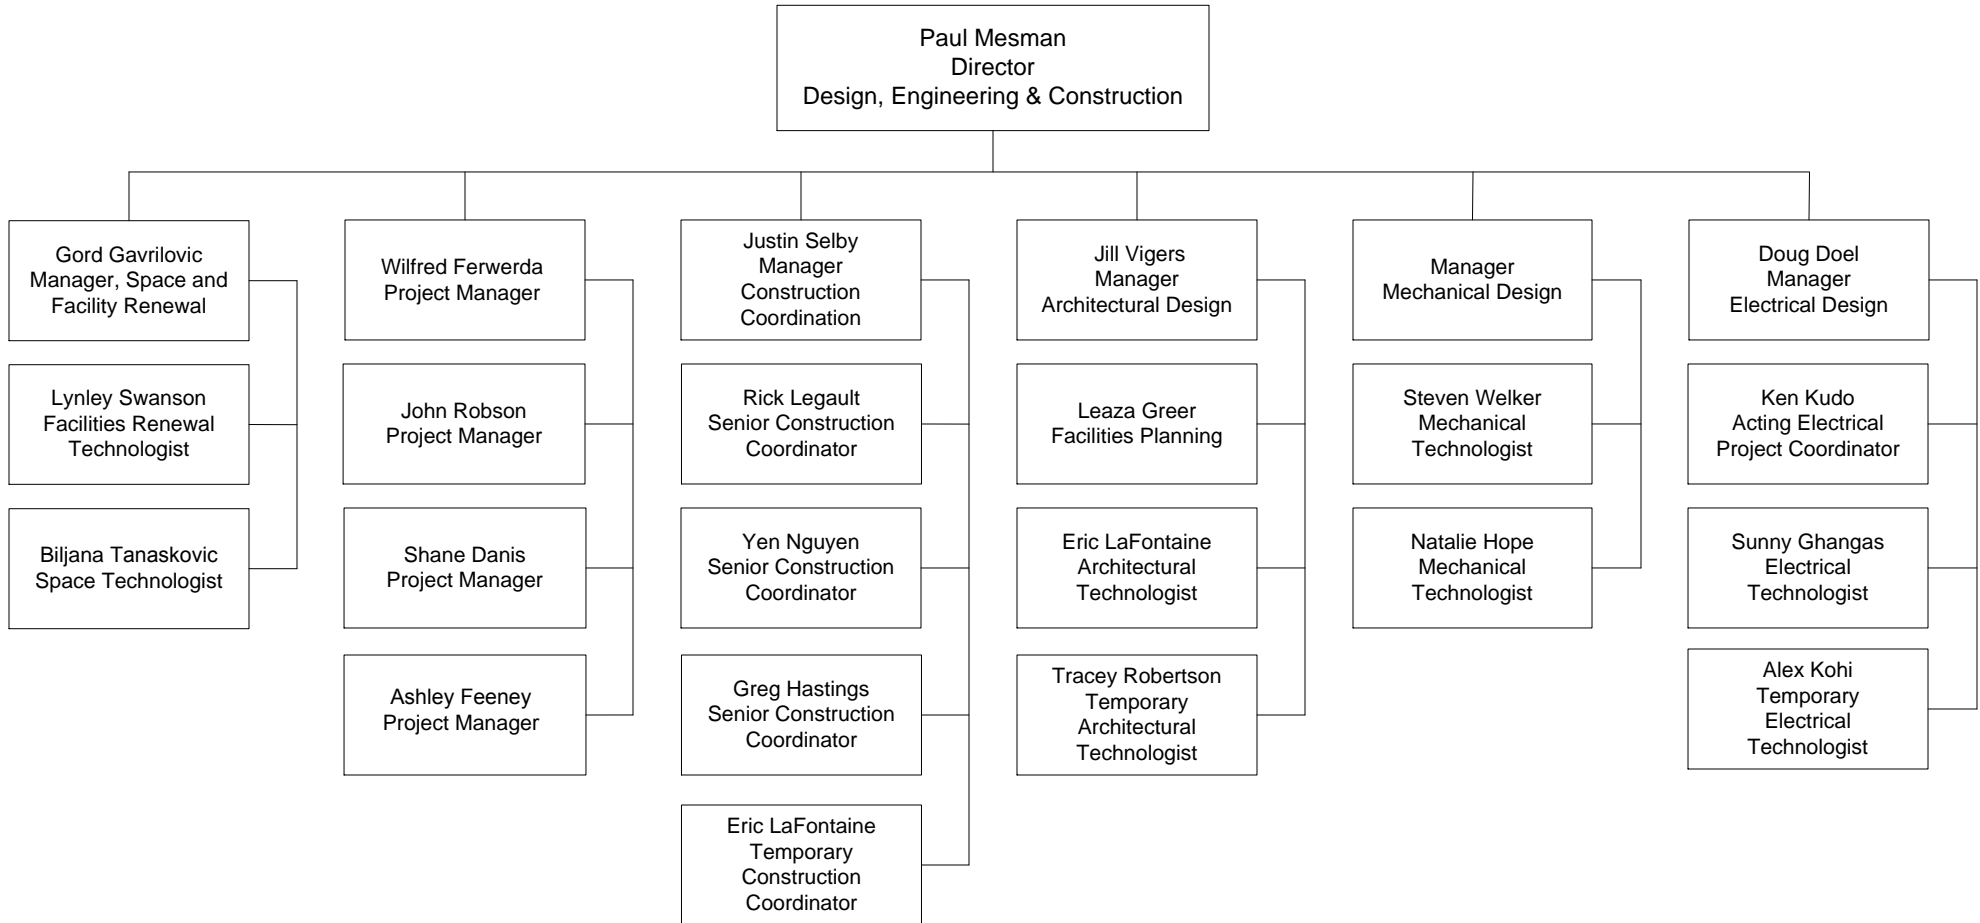 Paul Mesman
Director
Design, Engineering & Construction
Gord Gavrilovic
Manager, Space and
Facility Renewal
Lynley Swanson
Facilities Renewal
Technologist
Biljana Tanaskovic
Space Technologist
Wilfred Ferwerda
Project Manager
John Robson
Project Manager
Shane Danis
Project Manager
Ashley Feeney
Project Manager
Justin Selby
Manager
Construction
Coordination
Rick Legault
Senior Construction
Coordinator
Yen Nguyen
Senior Construction
Coordinator
Greg Hastings
Senior Construction
Coordinator
Eric LaFontaine
Temporary
Construction
Coordinator
Jill Vigers
Manager
Architectural Design
Leaza Greer
Facilities Planning
Eric LaFontaine
Architectural
Technologist
Tracey Robertson
Temporary
Architectural
Technologist
Manager
Mechanical Design
Steven Welker
Mechanical
Technologist
Natalie Hope
Mechanical
Technologist
Doug Doel
Manager
Electrical Design
Ken Kudo
Acting Electrical
Project Coordinator
Sunny Ghangas
Electrical
Technologist
Alex Kohi
Temporary
Electrical
Technologist